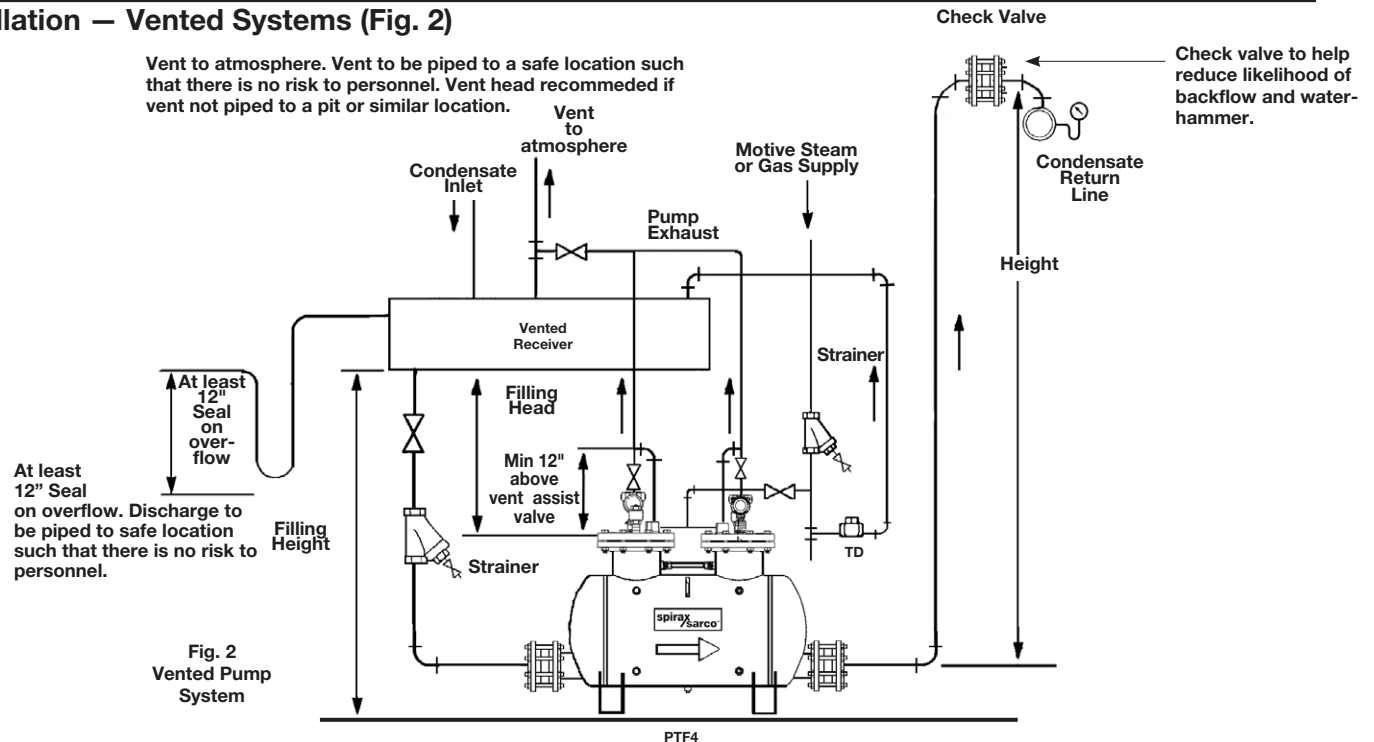 llation — Vented Systems (Fig. 2)
Check Valve
Vent to atmosphere. Vent to be piped to a safe location such
that there is no risk to personnel. Vent head recommeded if
vent not piped to a pit or similar location.
Check valve to help
reduce likelihood of
backflow and water-
hammer.
Vent
to
atmosphere
Condensate
Inlet
Motive Steam
or Gas Supply
Condensate
Return
Line
Pump
Exhaust
Height
Vented
Receiver
Strainer
At least
12"
Seal
on
over-
flow
Filling
Head
Min 12"
above
vent assist
valve
At least
12” Seal
on overflow. Discharge to
be piped to safe location
such that there is no risk to
personnel.
Filling
Height
Strainer
TD
spirax
sarco
Fig. 2
Vented Pump
System
PTF4